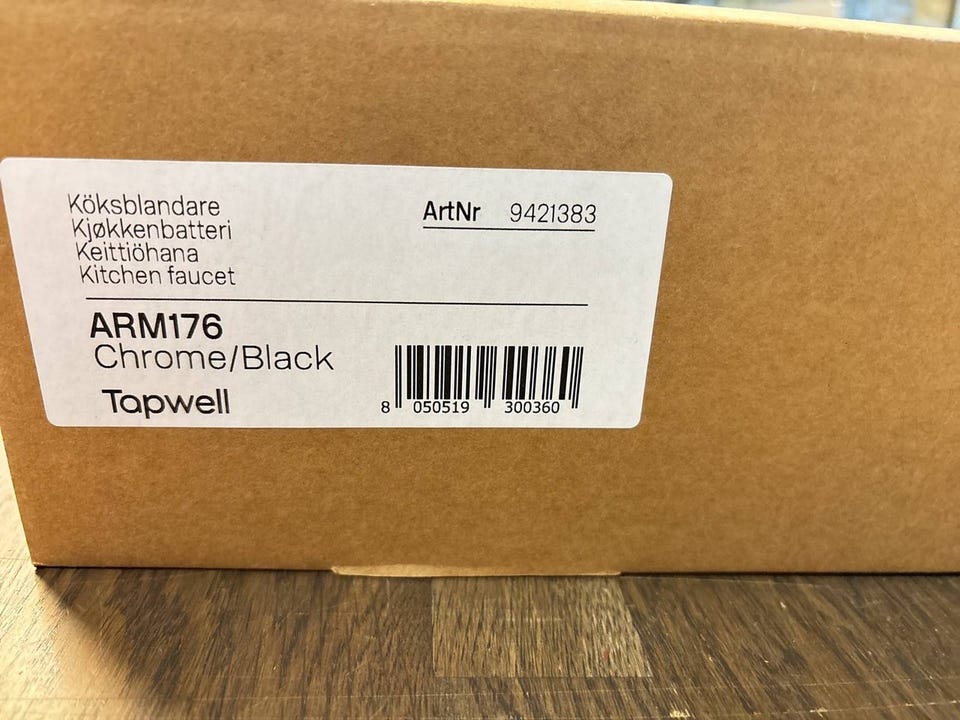 Köksblandare
Kjøkkenbatteri
Keittiöhana
Kitchen faucet
ArtNr 9421383
ARM176
Chrome/Black
Tapwell
8 050519 300360